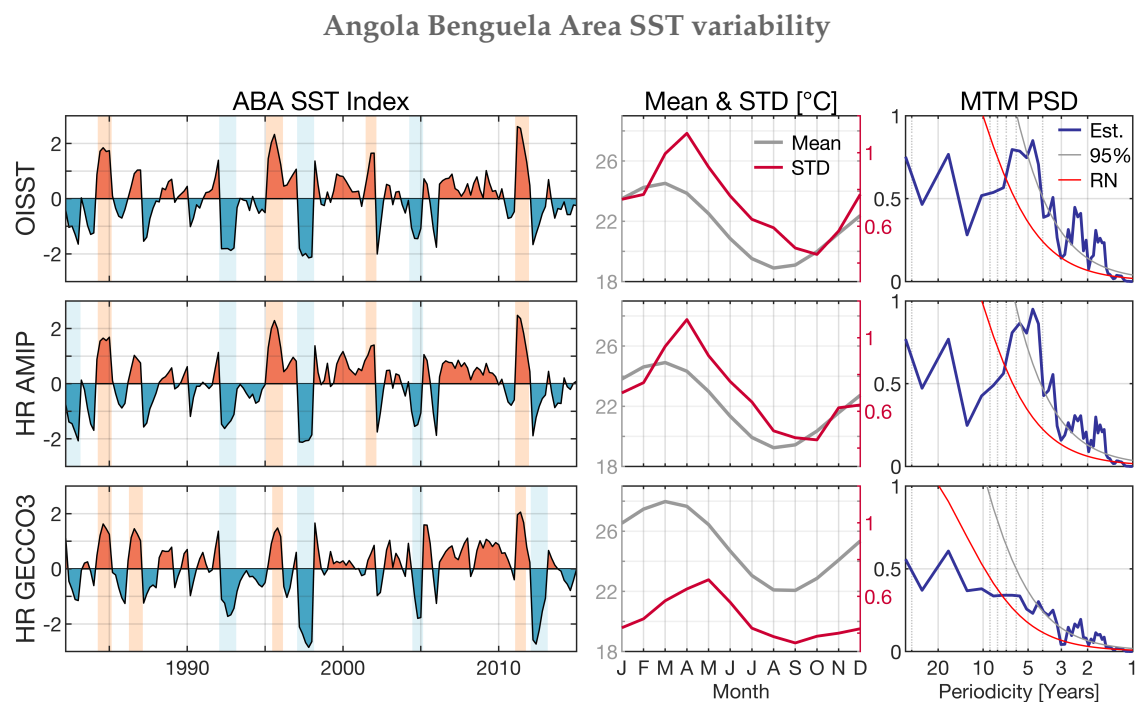 Angola Benguela Area SST variability
ABA SST Index
Mean & STD [°C]
MTM PSD
OISST
2
0
-2
26
22
18
Mean
STD
1
0.6
1
0.5
0
Est.
95%
RN
HR AMIP
2
0
-2
26
22
18
1
0.6
1
0.5
0
HR GECCO3
2
0
-2
1990
2000
2010
26
22
18
J F M A M J J A S O N D
Month
1
0.6
1
0.5
0
20 10 5 3 2 1
Periodicity [Years]